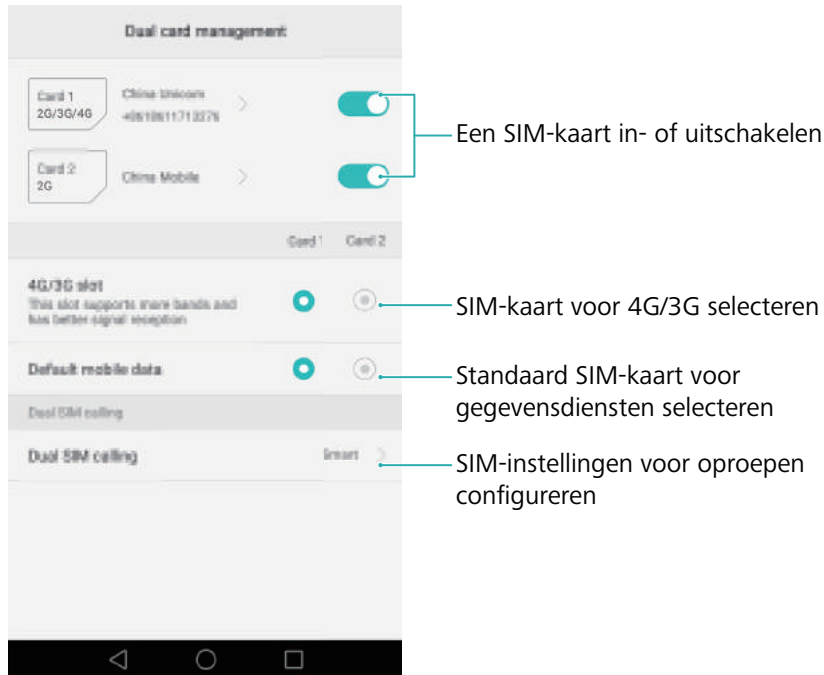 Dual card management
Card 1
2G/3G/4G
China Unicom
Card 2
2G
China Mobile
Een SIM-kaart in- of uitschakelen
Card 1 Card 2
4G/3G slot
This slot supports more bands and
has better signal reception
SIM-kaart voor 4G/3G selecteren
Default mobile data
Standaard SIM-kaart voor
gegevensdiensten selecteren
Dual SIM calling
Dual SIM calling Smart
SIM-instellingen voor oproepen
configureren